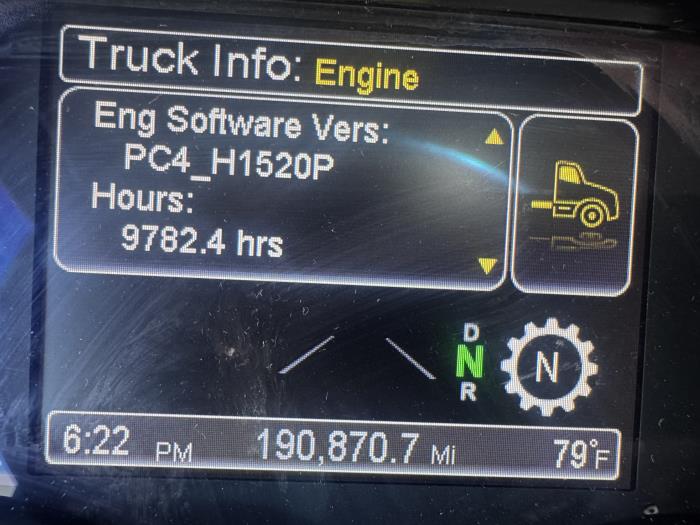 Truck Info: Engine
Eng Software Vers:
PC4_H1520P
Hours:
9782.4 hrs
D
N
R
N
6:22 PM 190,870.7 Mi 79°F